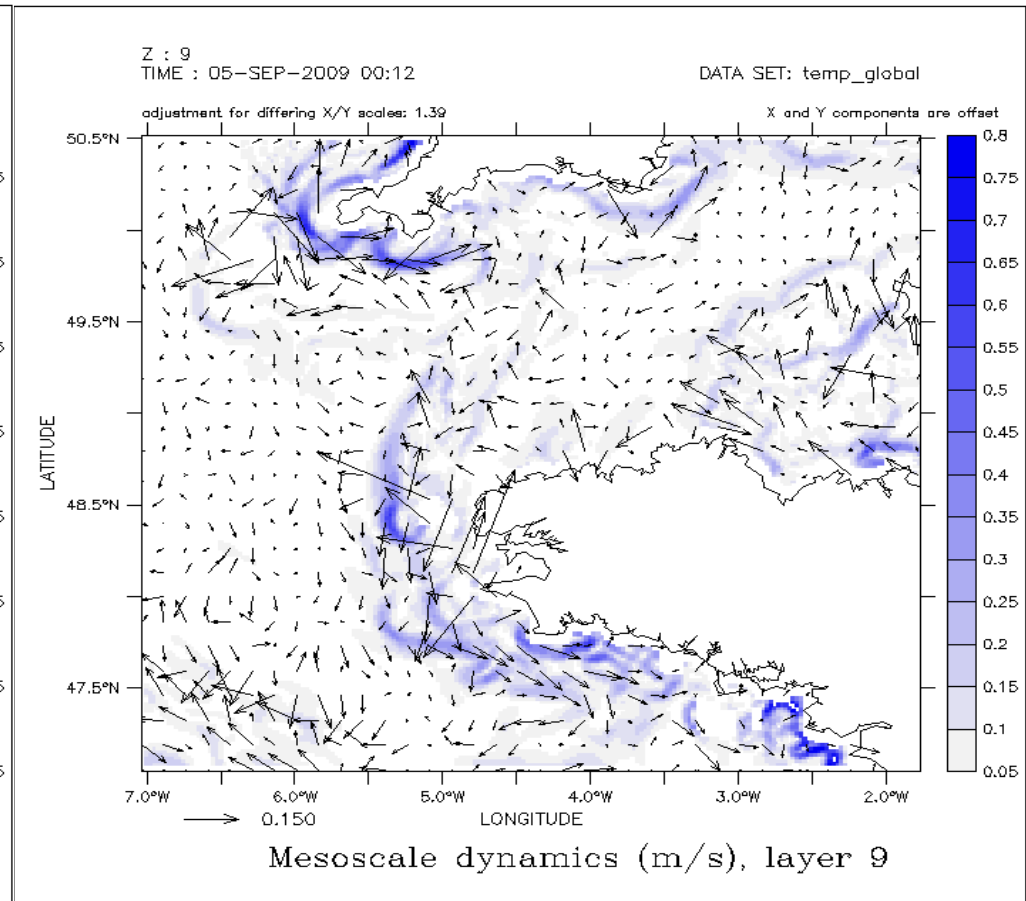 Z : 9
TIME : 05-SEP-2009 00:12
DATA SET: temp_global
adjustment for differing X/Y scales: 1.39
X and Y components are offset
50.5°N
49.5°N
48.5°N
47.5°N
LATITUDE
7.0°W
6.0°W
5.0°W
4.0°W
3.0°W
2.0°W
0.150
LONGITUDE
0.8
0.75
0.7
0.65
0.6
0.55
0.5
0.45
0.4
0.35
0.3
0.25
0.2
0.15
0.1
0.05
Mesoscale dynamics (m/s), layer 9